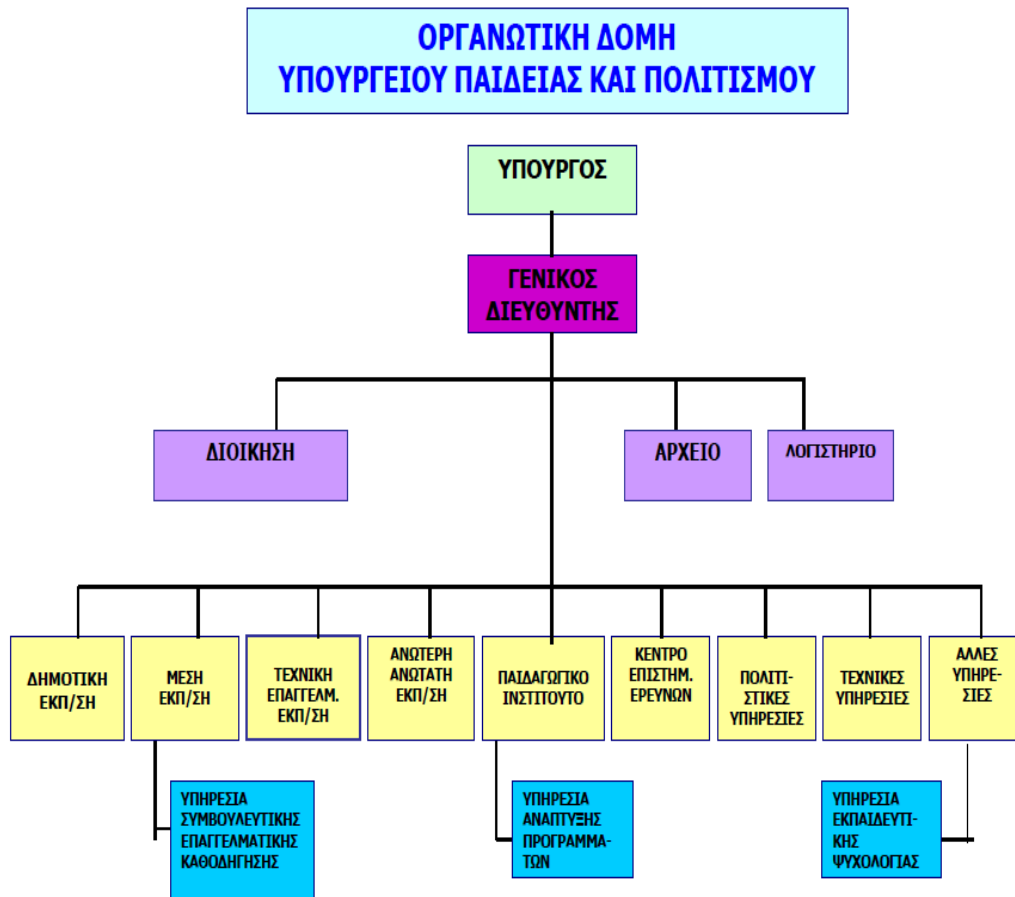 ΟΡΓΑΝΩΤΙΚΗ ΔΟΜΗ
ΥΠΟΥΡΓΕΙΟΥ ΠΑΙΔΕΙΑΣ ΚΑΙ ΠΟΛΙΤΙΣΜΟΥ
ΥΠΟΥΡΓΟΣ
ΓΕΝΙΚΟΣ
ΔΙΕΥΘΥΝΤΗΣ
ΔΙΟΙΚΗΣΗ
ΑΡΧΕΙΟ
ΛΟΓΙΣΤΗΡΙΟ
ΔΗΜΟΤΙΚΗ
ΕΚΠ/ΣΗ
ΜΕΣΗ
ΕΚΠ/ΣΗ
ΤΕΧΝΙΚΗ
ΕΠΑΓΓΕΛΜ.
ΕΚΠ/ΣΗ
ΑΝΩΤΕΡΗ
ΑΝΩΤΑΤΗ
ΕΚΠ/ΣΗ
ΠΑΙΔΑΓΩΓΙΚΟ
ΙΝΣΤΙΤΟΥΤΟ
ΚΕΝΤΡΟ
ΕΠΙΣΤΗΜ.
ΕΡΕΥΝΩΝ
ΠΟΛΙΤΙ-
ΣΤΙΚΕΣ
ΥΠΗΡΕΣΙΕΣ
ΤΕΧΝΙΚΕΣ
ΥΠΗΡΕΣΙΕΣ
ΑΛΛΕΣ
ΥΠΗΡΕ-
ΣΙΕΣ
ΥΠΗΡΕΣΙΑ
ΣΥΜΒΟΥΛΕΥΤΙΚΗΣ
ΕΠΑΓΓΕΛΜΑΤΙΚΗΣ
ΚΑΘΟΔΗΓΗΣΗΣ
ΥΠΗΡΕΣΙΑ
ΑΝΑΠΤΥΞΗΣ
ΠΡΟΓΡΑΜΜΑ-
ΤΩΝ
ΥΠΗΡΕΣΙΑ
ΕΚΠΑΙΔΕΥΤΙ-
ΚΗΣ
ΨΥΧΟΛΟΓΙΑΣ